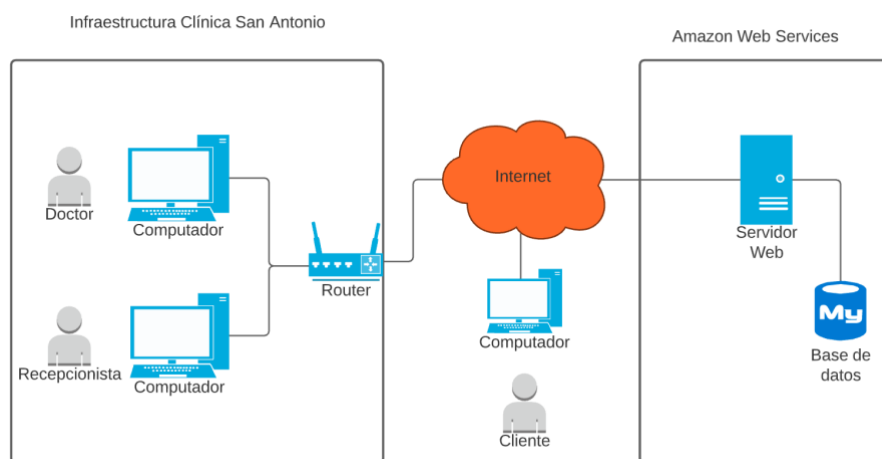 Infraestructura Clínica San Antonio
Amazon Web Services
Doctor
Computador
Recepcionista
Computador
Router
Internet
Computador
Cliente
Servidor
Web
My
Base de
datos